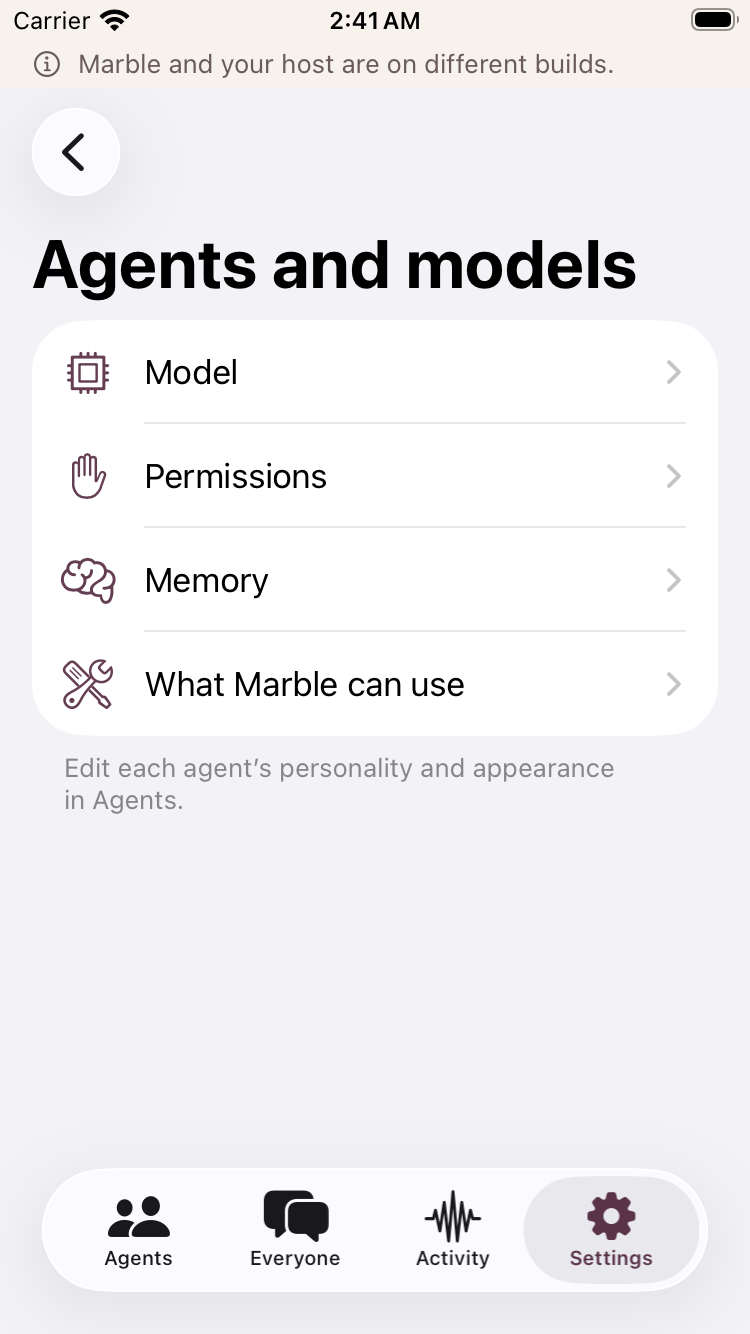 Carrier 2:41 AM
Marble and your host are on different builds.
Agents and models
Model
Permissions
Memory
What Marble can use
Edit each agent’s personality and appearance
in Agents.
Agents Everyone Activity Settings